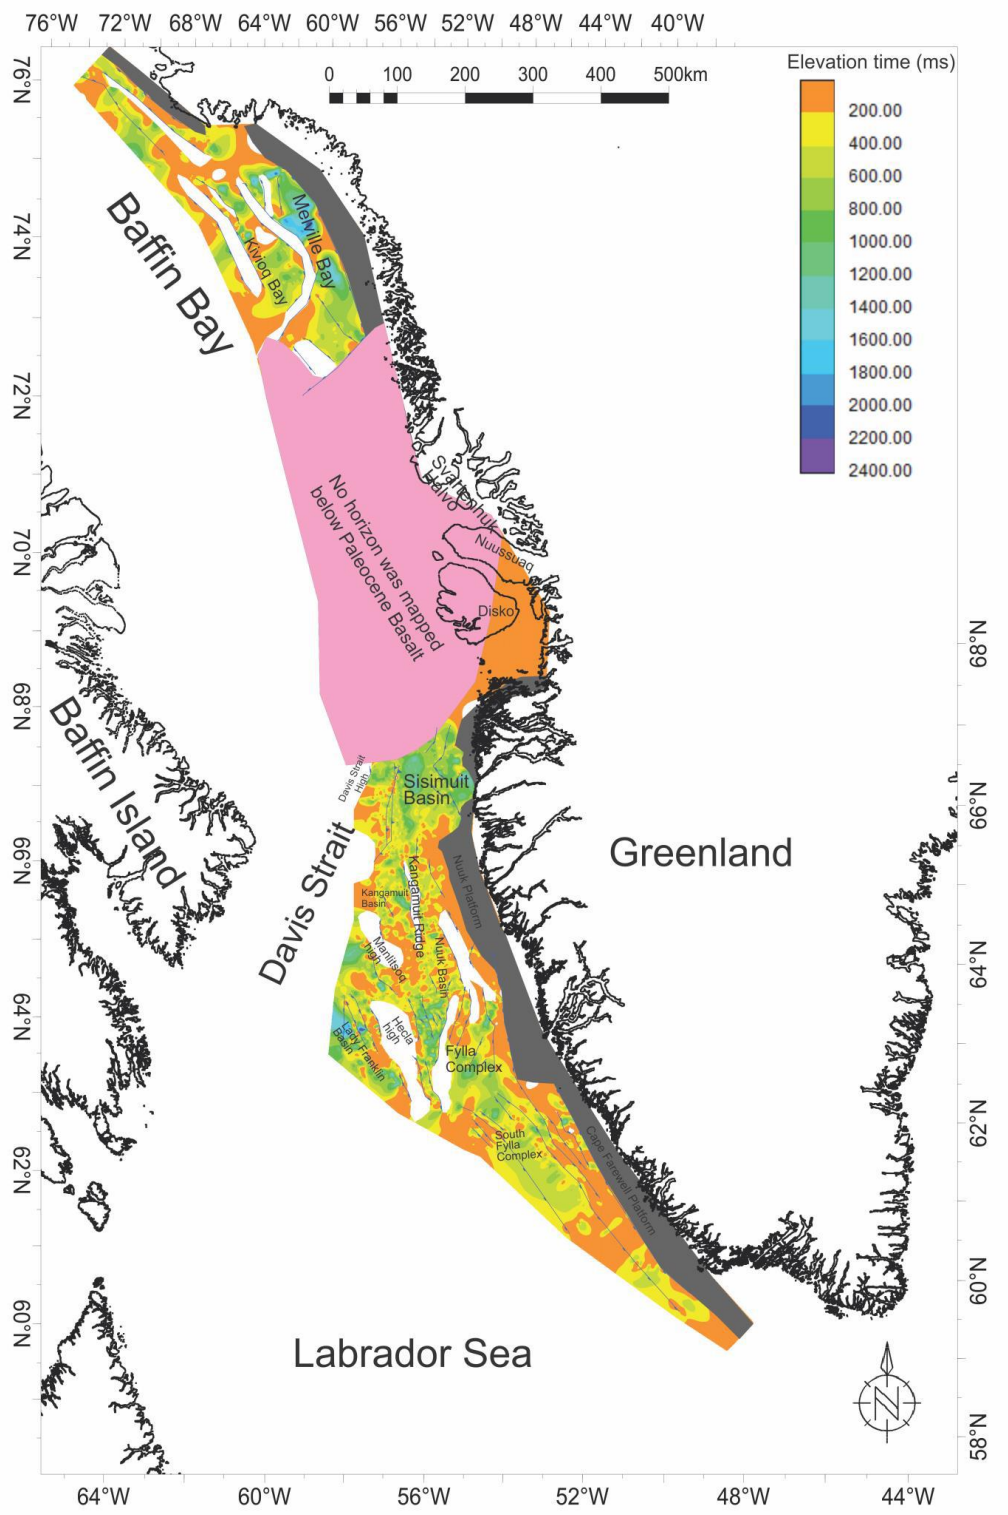 76°W 72°W 68°W 64°W 60°W 56°W 52°W 48°W 44°W 40°W
0 100 200 300 400 500km
Elevation time (ms)
200.00
400.00
600.00
800.00
1000.00
1200.00
1400.00
1600.00
1800.00
2000.00
2200.00
2400.00
76°N
74°N
72°N
70°N
68°N
66°N
64°N
62°N
60°N
Baffin Bay
Melville Bay
Kivioq Bay
No horizon was mapped
below Paleocene Basalt
Svartenhuk
Halvø
Nuussuaq
Disko
Baffin Island
Davis Strait
High
Sisimuit
Basin
Davis Strait
Greenland
Kangamuit
Basin
Kangamuit Ridge
Nuuk Platform
Manlitsoq
high
Nuuk Basin
Hecla
high
Lady Franklin
Basin
Fylla
Complex
South
Fylla
Complex
Cape Farewell Platform
Labrador Sea
N
68°N
66°N
64°N
62°N
60°N
58°N
64°W 60°W 56°W 52°W 48°W 44°W